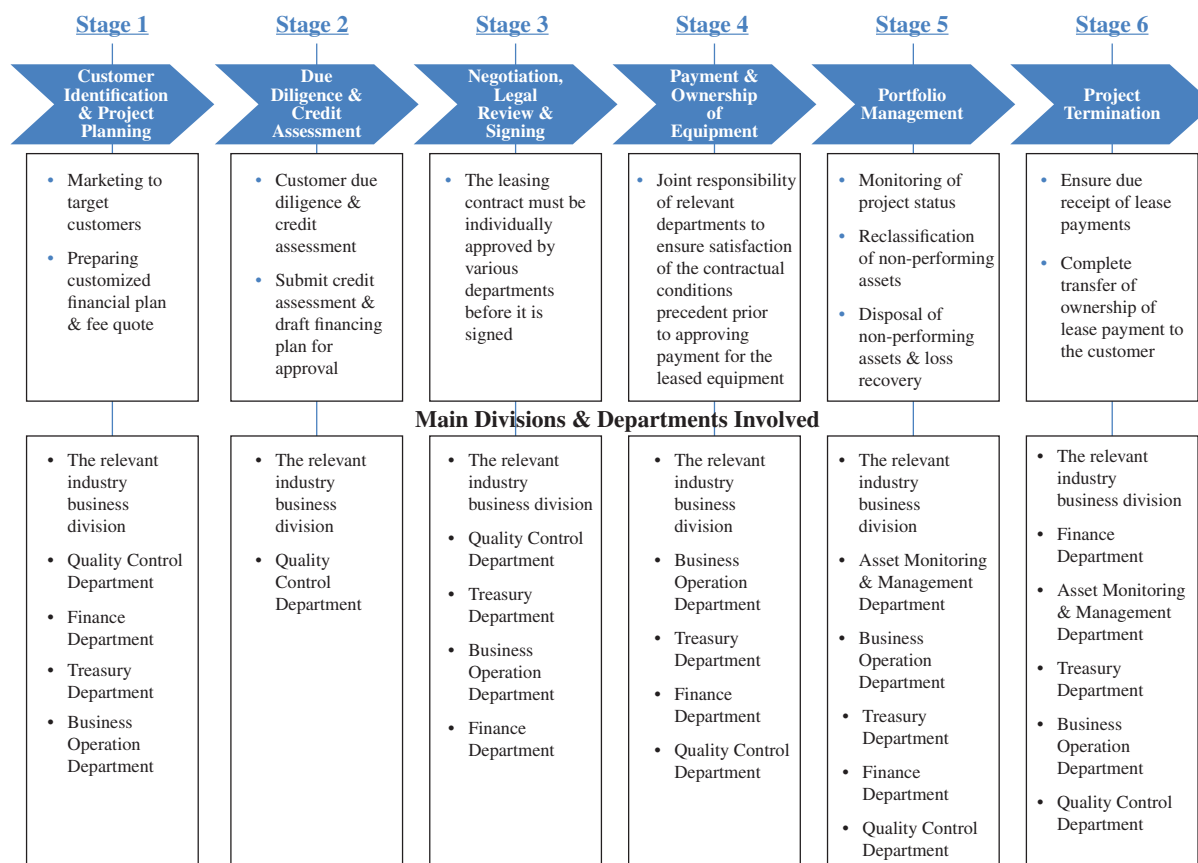 Stage 1
Stage 2
Stage 3
Stage 4
Stage 5
Stage 6
Customer
Identification
& Project
Planning
Due
Diligence &
Credit
Assessment
Negotiation,
Legal
Review &
Signing
Payment &
Ownership
of
Equipment
Portfolio
Management
Project
Termination
• Marketing to
target
customers
• Preparing
customized
financial plan
& fee quote
• Customer due
diligence &
credit
assessment
• Submit credit
assessment &
draft financing
plan for
approval
• The leasing
contract must be
individually
approved by
various
departments
before it is
signed
• Joint responsibility
of relevant
departments to
ensure satisfaction
of the contractual
conditions
precedent prior
to approving
payment for the
leased equipment
• Monitoring of
project status
• Reclassification
of non-performing
assets
• Disposal of
non-performing
assets & loss
recovery
• Ensure due
receipt of lease
payments
• Complete
transfer of
ownership of
lease payment to
the customer
Main Divisions & Departments Involved
• The relevant
industry
business
division
• Quality Control
Department
• Finance
Department
• Treasury
Department
• Business
Operation
Department
• The relevant
industry
business
division
• Quality
Control
Department
• The relevant
industry
business division
• Quality Control
Department
• Treasury
Department
• Business
Operation
Department
• Finance
Department
• The relevant
industry
business
division
• Business
Operation
Department
• Treasury
Department
• Finance
Department
• Quality Control
Department
• The relevant
industry
business
division
• Asset Monitoring
& Management
Department
• Business
Operation
Department
• Treasury
Department
• Finance
Department
• Quality Control
Department
• The relevant
industry
business division
• Finance
Department
• Asset Monitoring
& Management
Department
• Treasury
Department
• Business
Operation
Department
• Quality Control
Department